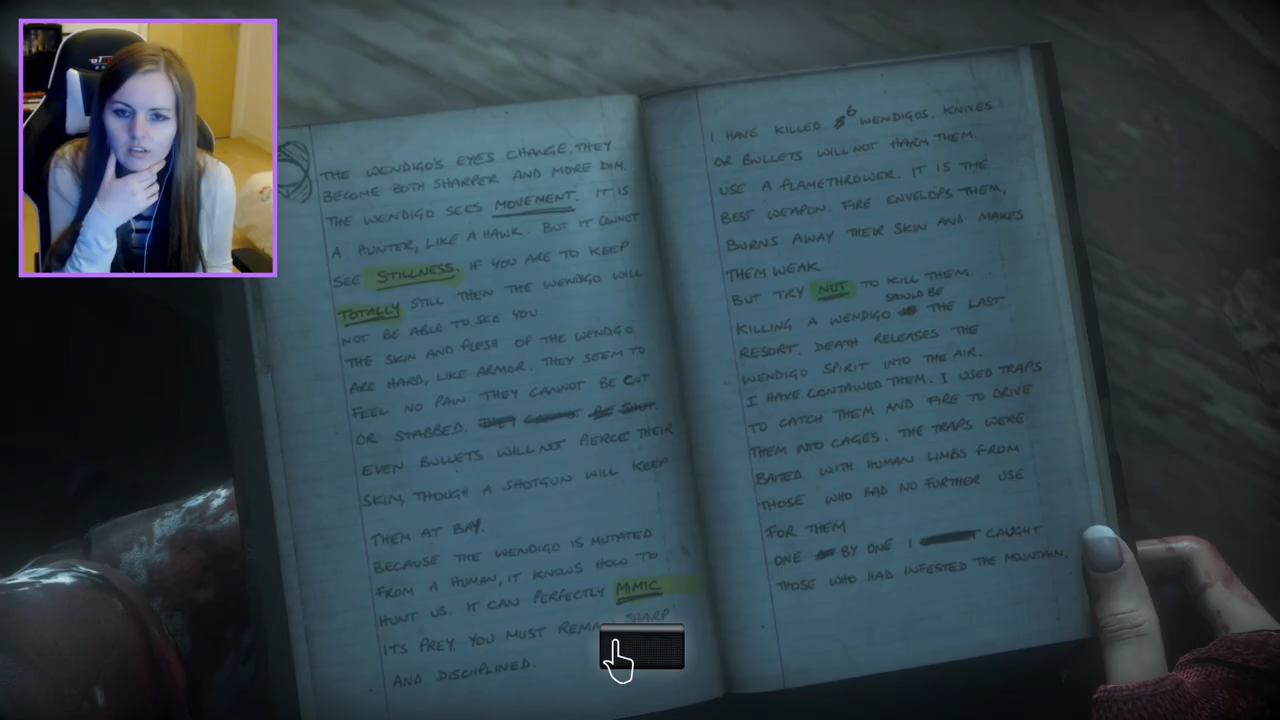 THE WENDIGO'S EYES CHANGE. THEY
BECOME BOTH SHARPER AND MORE DIM.
THE WENDIGO SEES MOVEMENT. IT IS
A HUNTER, LIKE A HAWK. BUT IT CANNOT
SEE STILLNESS. IF YOU ARE TO KEEP
TOTALLY STILL THEN THE WENDIGO WILL
NOT BE ABLE TO SEE YOU.
THE SKIN AND FLESH OF THE WENDIGO
ARE HARD, LIKE ARMOR. THEY SEEM TO
FEEL NO PAIN. THEY CANNOT BE CUT
OR STABBED. THEY CANNOT BE SHOT.
EVEN BULLETS WILL NOT PIERCE THEIR
SKIN, THOUGH A SHOTGUN WILL KEEP
THEM AT BAY.
BECAUSE THE WENDIGO IS MUTATED
FROM A HUMAN, IT KNOWS HOW TO
HUNT US. IT CAN PERFECTLY MIMIC
ITS PREY. YOU MUST SHARP
AND DISCIPLINED.
I HAVE KILLED 6 WENDIGOS. KNIVES
OR BULLETS WILL NOT HARM THEM.
USE A FLAMETHROWER. IT IS THE
BEST WEAPON. FIRE ENVELOPS THEM,
BURNS AWAY THEIR SKIN AND MAKES
THEM WEAK.
BUT TRY NOT TO KILL THEM.
SHOULD BE
KILLING A WENDIGO THE LAST
RESORT. DEATH RELEASES THE
WENDIGO SPIRIT INTO THE AIR.
I HAVE CONTAINED THEM. I USED TRAPS
TO CATCH THEM AND FIRE TO DRIVE
THEM INTO CAGES. THE TRAPS WERE
BAITED WITH HUMAN LIMBS FROM
THOSE WHO HAD NO FURTHER USE
FOR THEM
ONE BY ONE I CAUGHT
THOSE WHO HAD INFESTED THE MOUNTAIN.